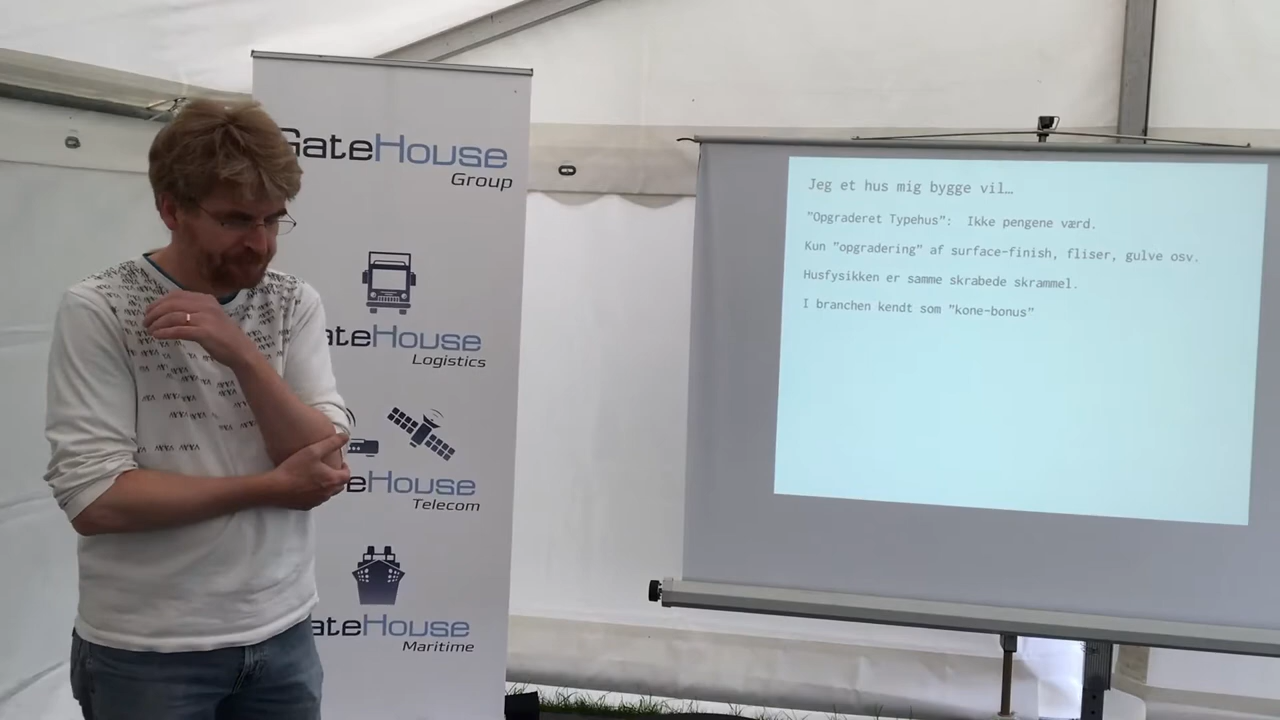 GateHouse
Group
ateHouse
Logistics
eHouse
Telecom
ateHouse
Maritime
Jeg et hus mig bygge vil…
"Opgraderet Typehus": Ikke pengene værd.
Kun "opgradering" af surface-finish, fliser, gulve osv.
Husfysikken er samme skrabede skrammel.
I branchen kendt som "kone-bonus"